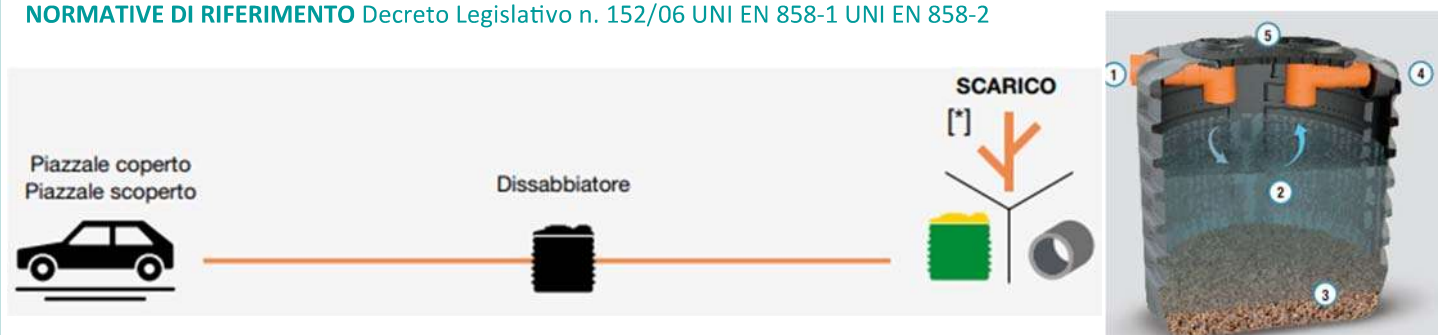 NORMATIVE DI RIFERIMENTO Decreto Legislativo n. 152/06 UNI EN 858-1 UNI EN 858-2
Piazzale coperto
Piazzale scoperto
Dissabbiatore
SCARICO
[*]
1
5
4
2
3